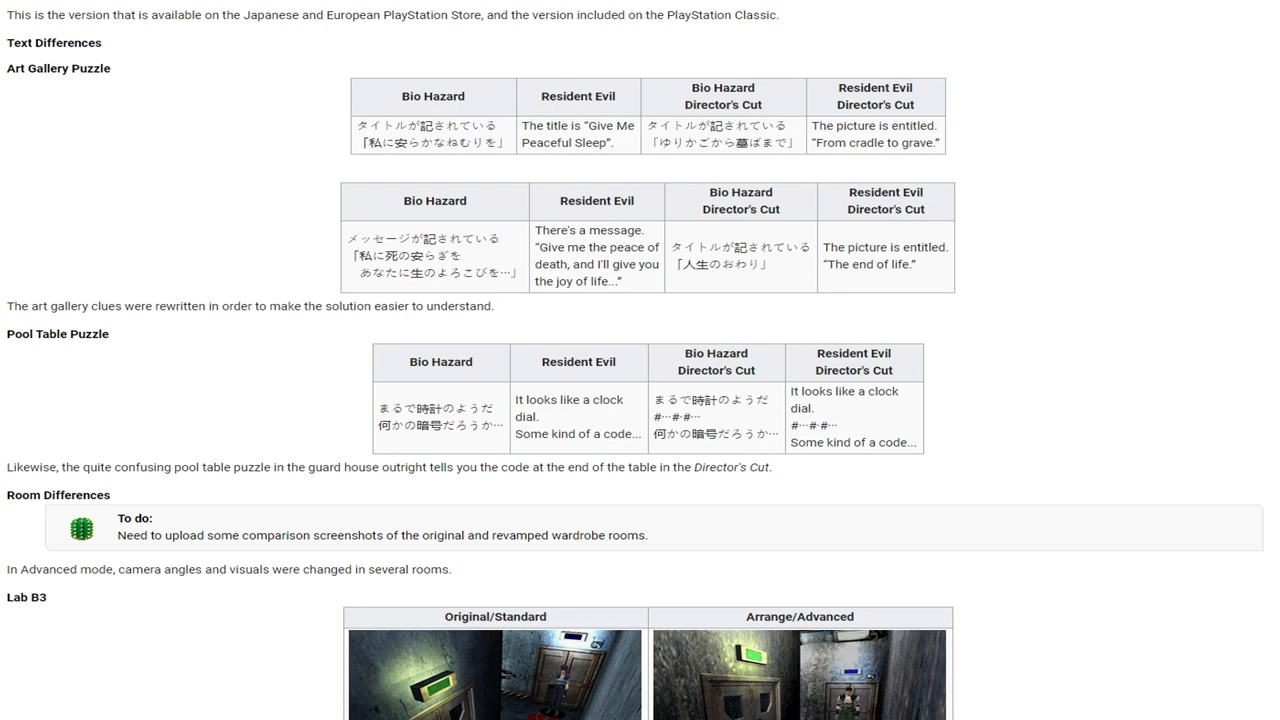 This is the version that is available on the Japanese and European PlayStation Store, and the version included on the PlayStation Classic.
Text Differences
Art Gallery Puzzle
Bio Hazard
Resident Evil
Bio Hazard
Director's Cut
Resident Evil
Director's Cut
タイトルが記されている
「私に安らかなねむりを」
The title is “Give Me
Peaceful Sleep”.
タイトルが記されている
「ゆりかごから墓ばまで」
The picture is entitled.
“From cradle to grave.”
Bio Hazard
Resident Evil
Bio Hazard
Director's Cut
Resident Evil
Director's Cut
メッセージが記されている
「私に死の安らぎを
あなたに生のよろこびを…」
There's a message.
“Give me the peace of
death, and I'll give you
the joy of life...”
タイトルが記されている
「人生のおわり」
The picture is entitled.
“The end of life.”
The art gallery clues were rewritten in order to make the solution easier to understand.
Pool Table Puzzle
Bio Hazard
Resident Evil
Bio Hazard
Director's Cut
Resident Evil
Director's Cut
まるで時計のようだ
何かの暗号だろうか…
It looks like a clock
dial.
Some kind of a code...
まるで時計のようだ
#…#·#…
何かの暗号だろうか…
It looks like a clock
dial.
#…#·#…
Some kind of a code...
Likewise, the quite confusing pool table puzzle in the guard house outright tells you the code at the end of the table in the Director's Cut.
Room Differences
To do:
Need to upload some comparison screenshots of the original and revamped wardrobe rooms.
In Advanced mode, camera angles and visuals were changed in several rooms.
Lab B3
Original/Standard
Arrange/Advanced